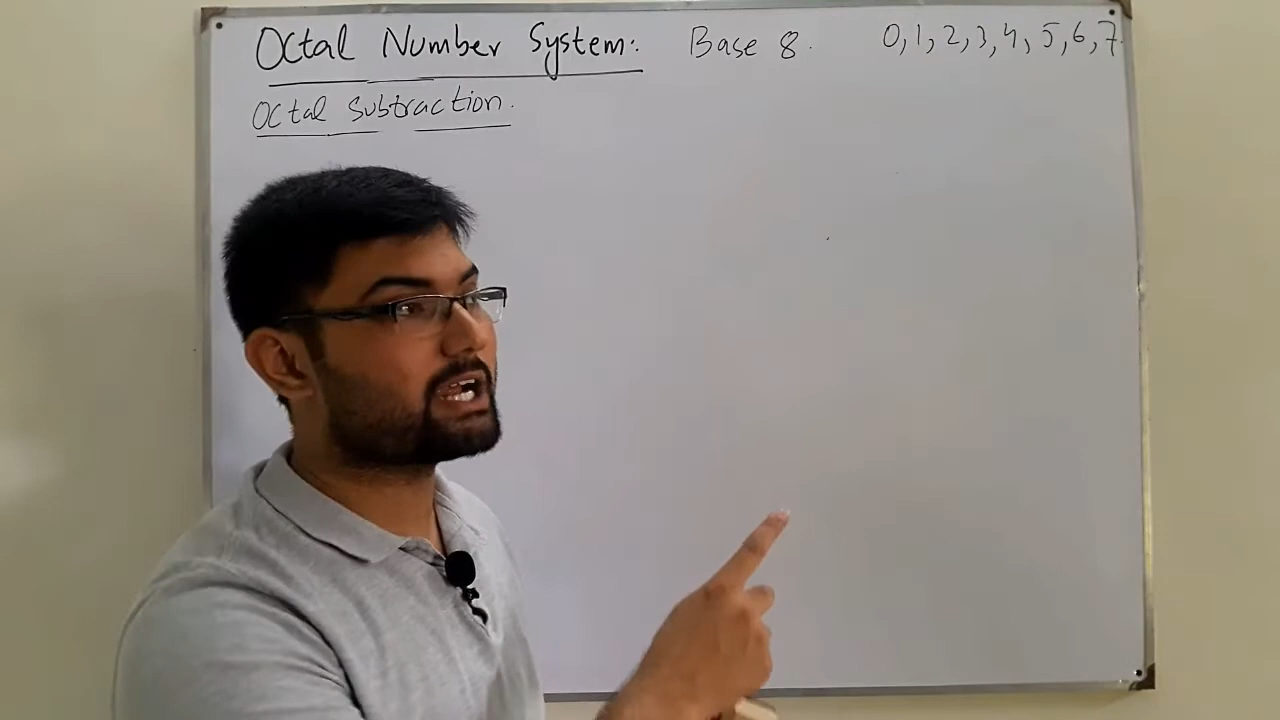 Octal Number System:. Base 8. 0, 1, 2, 3, 4, 5, 6, 7.
Octal Subtraction.